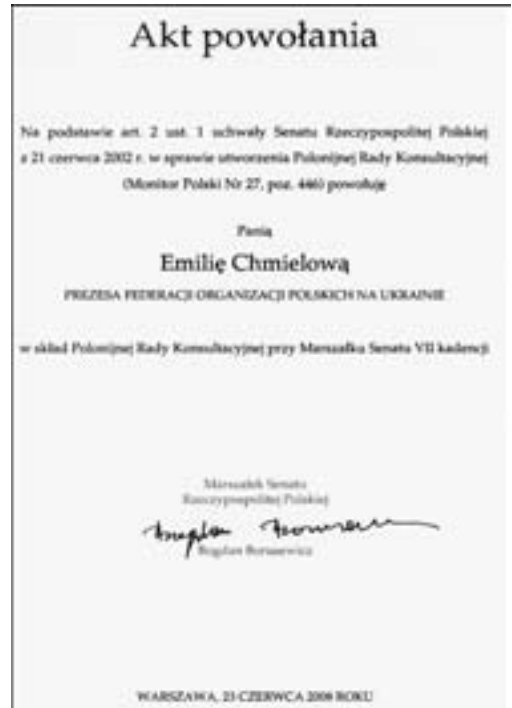 Akt powołania
Na podstawie art. 2 ust. 1 uchwały Senatu Rzeczypospolitej Polskiej
z 21 czerwca 2002 r. w sprawie utworzenia Polonijnej Rady Konsultacyjnej
(Monitor Polski Nr 27, poz. 446) powołuję
Panią
Emilię Chmielową
PREZESA FEDERACJI ORGANIZACJI POLSKICH NA UKRAINIE
w skład Polonijnej Rady Konsultacyjnej przy Marszałku Senatu VII kadencji
Marszałek Senatu
Rzeczypospolitej Polskiej
Bogdan Borusewicz
WARSZAWA, 23 CZERWCA 2008 ROKU